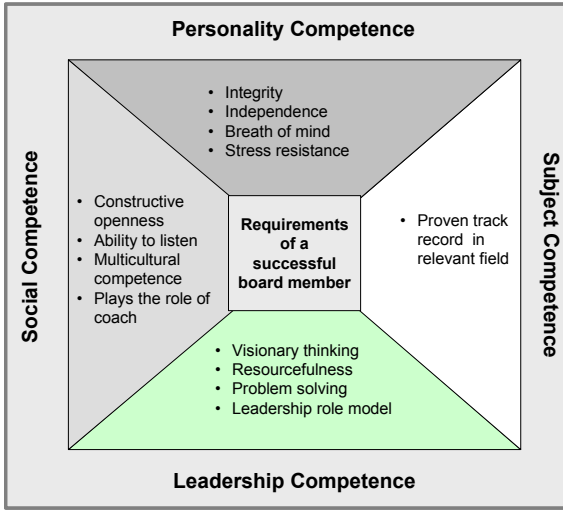 Personality Competence
• Integrity
• Independence
• Breath of mind
• Stress resistance
Social Competence
• Constructive
openness
• Ability to listen
• Multicultural
competence
• Plays the role of
coach
Requirements
of a
successful
board member
• Proven track
record in
relevant field
Subject Competence
• Visionary thinking
• Resourcefulness
• Problem solving
• Leadership role model
Leadership Competence